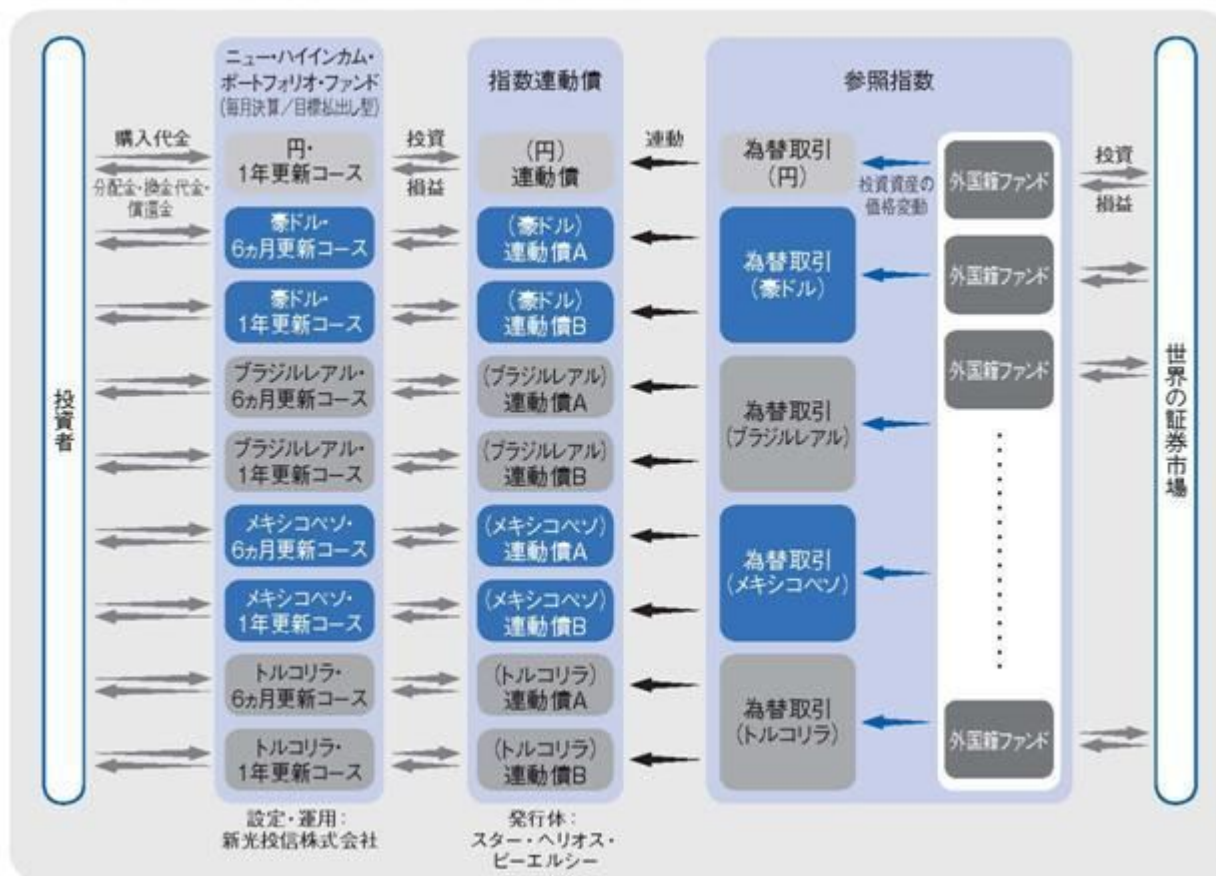 ニュー・ハイインカム・
ポートフォリオ・ファンド
(毎月決算/目標払出し型)
指数連動債
参照指数
投資者
購入代金
分配金・換金代金・
償還金
投資
損益
連動
投資資産の
価格変動
投資
損益
世界の証券市場
円・
1年更新コース
(円)
連動債
為替取引
(円)
外国籍ファンド
豪ドル・
6ヵ月更新コース
(豪ドル)
連動債A
為替取引
(豪ドル)
外国籍ファンド
豪ドル・
1年更新コース
(豪ドル)
連動債B
外国籍ファンド
ブラジルレアル・
6ヵ月更新コース
(ブラジルレアル)
連動債A
為替取引
(ブラジルレアル)
ブラジルレアル・
1年更新コース
(ブラジルレアル)
連動債B
メキシコペソ・
6ヵ月更新コース
(メキシコペソ)
連動債A
為替取引
(メキシコペソ)
メキシコペソ・
1年更新コース
(メキシコペソ)
連動債B
トルコリラ・
6ヵ月更新コース
(トルコリラ)
連動債A
為替取引
(トルコリラ)
外国籍ファンド
トルコリラ・
1年更新コース
(トルコリラ)
連動債B
設定・運用:
新光投信株式会社
発行体:
スター・ヘリオス・
ピーエルシー